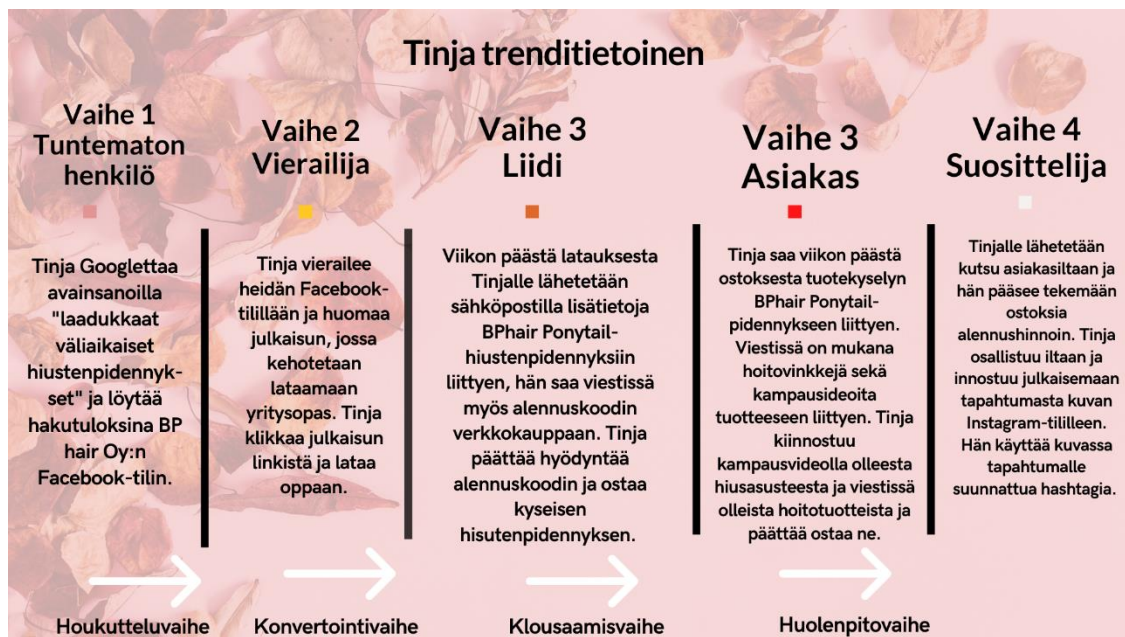 Tinja trenditietoinen
Vaihe 1
Tuntematon
henkilö
Tinja Googlettaa
avainsanoilla
"laadukkaat
väliaikaiset
hiustenpidennyk-
set" ja löytää
hakutuloksina BP
hair Oy:n
Facebook-tilin.
Vaihe 2
Vierailija
Tinja vierailee
heidän Facebook-
tilillään ja huomaa
julkaisun, jossa
kehotetaan
lataamaan
yritysopas. Tinja
klikkaa julkaisun
linkistä ja lataa
oppaan.
Vaihe 3
Liidi
Viikon päästä latauksesta
Tinjalle lähetetään
sähköpostilla lisätietoja
BPhair Ponytail-
hiustenpidennyksiin
liittyen, hän saa viestissä
myös alennuskoodin
verkkokauppaan. Tinja
päättää hyödyntää
alennuskoodin ja ostaa
kyseisen
hisutenpidennyksen.
Vaihe 3
Asiakas
Tinja saa viikon päästä
ostoksesta tuotekyselyn
BPhair Ponytail-
pidennykseen liittyen.
Viestissä on mukana
hoitovinkkejä sekä
kampausideoita
tuotteeseen liittyen. Tinja
kiinnostuu
kampausvideolla olleesta
hiusasusteesta ja viestissä
olleista hoitotuotteista ja
päättää ostaa ne.
Vaihe 4
Suosittelija
Tinjalle lähetetään
kutsu asiakasiltaan ja
hän pääsee tekemään
ostoksia
alennushinnoin. Tinja
osallistuu iltaan ja
innostuu julkaisemaan
tapahtumasta kuvan
Instagram-tililleen.
Hän käyttää kuvassa
tapahtumalle
suunnattua hashtagia.
Houkutteluvaihe
Konvertointivaihe
Klousaamisvaihe
Huolenpitovaihe